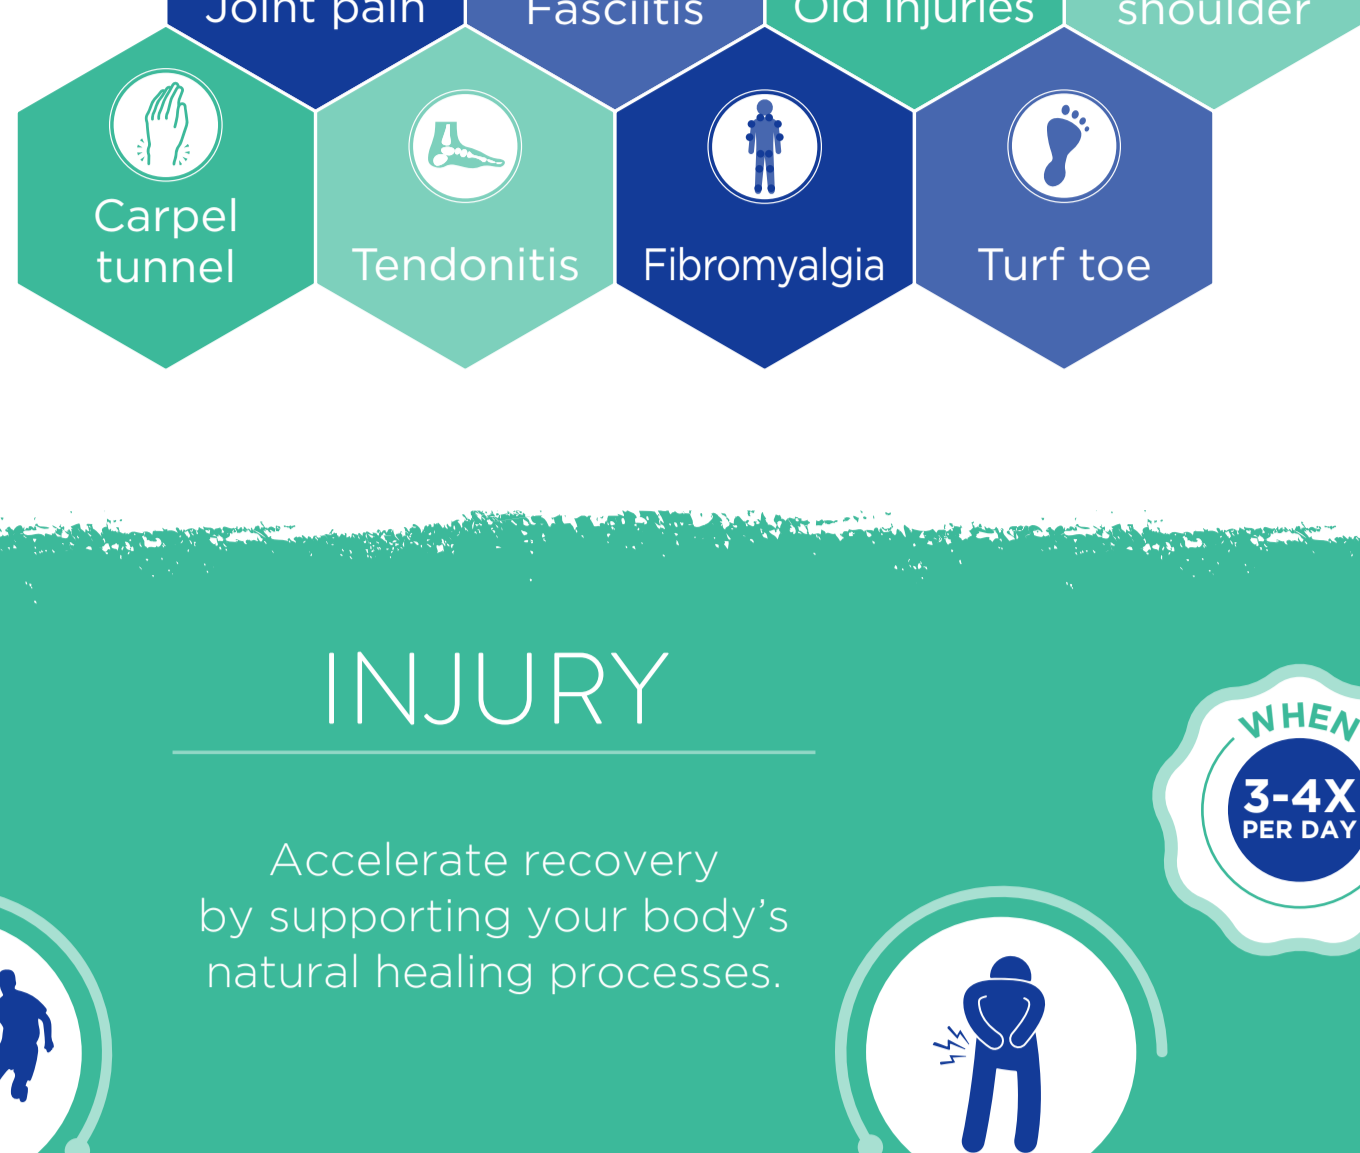 Joint pain
Fasciitis
Old injuries
shoulder
Carpel
tunnel
Tendonitis
Fibromyalgia
Turf toe
INJURY
WHEN
3-4X
PER DAY
Accelerate recovery
by supporting your body’s
natural healing processes.